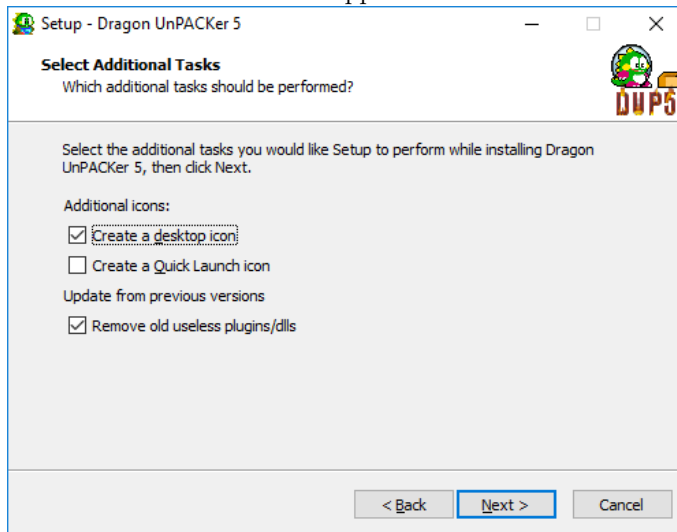 Setup - Dragon UnPACKer 5
Select Additional Tasks
Which additional tasks should be performed?
DUP5
Select the additional tasks you would like Setup to perform while installing Dragon
UnPACKer 5, then click Next.
Additional icons:
Create a desktop icon
Create a Quick Launch icon
Update from previous versions
Remove old useless plugins/dlls
< Back
Next >
Cancel